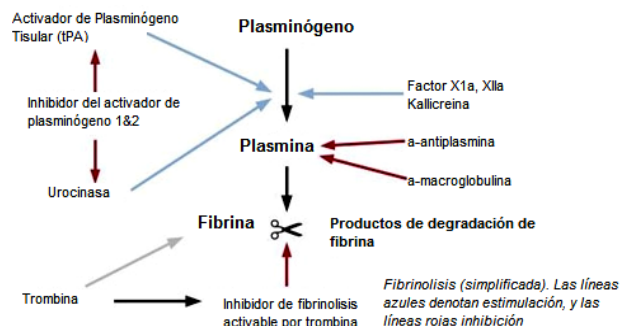 Activador de Plasminógeno
Tisular (tPA)
Plasminógeno
Factor X1a, XIIa
Kallicreina
Inhibidor del activador de
plasminógeno 1&2
Plasmina
a-antiplasmina
a-macroglobulina
Urocinasa
Fibrina
Productos de degradación de
fibrina
Trombina
Inhibidor de fibrinolisis
activable por trombina
Fibrinolisis (simplificada). Las líneas
azules denotan estimulación, y las
líneas rojas inhibición